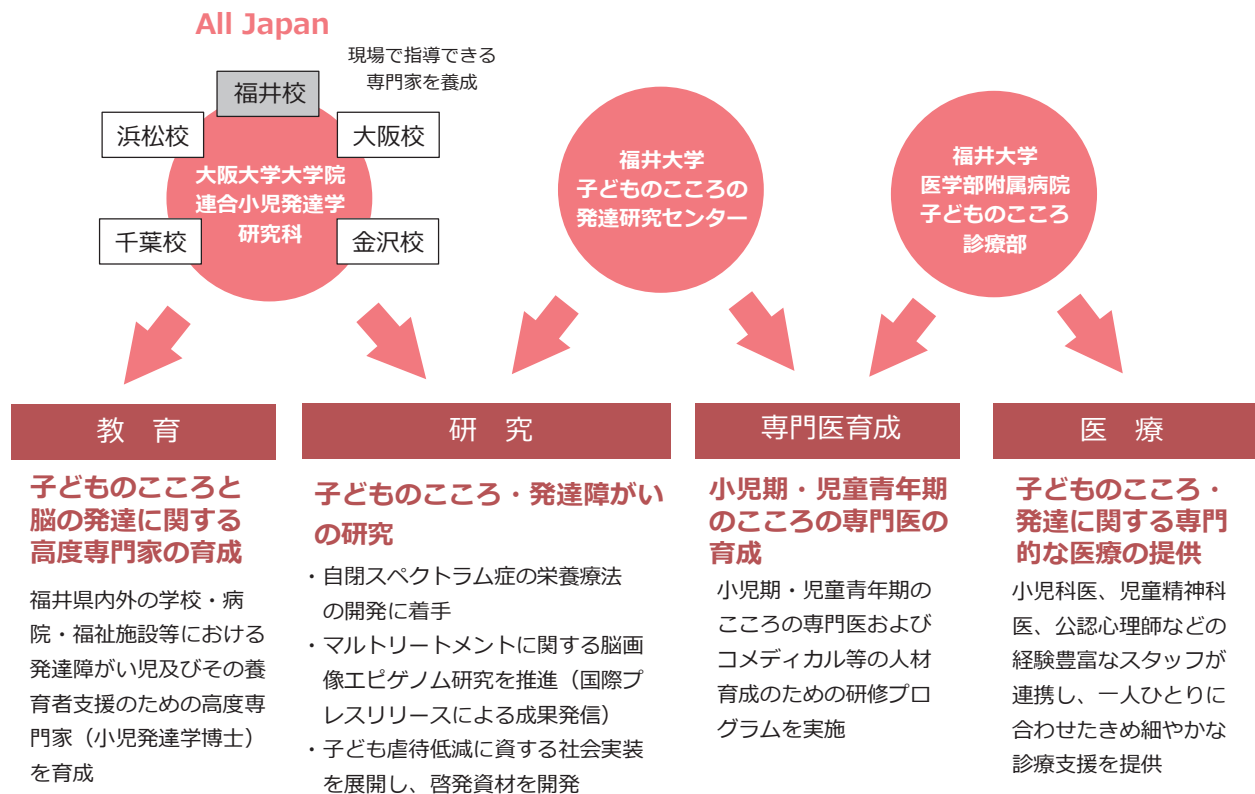 All Japan
現場で指導できる
専門家を養成
福井校
浜松校
大阪校
千葉校
金沢校
大阪大学大学院
連合小児発達学
研究科
福井大学
子どものこころの
発達研究センター
福井大学
医学部附属病院
子どものこころ
診療部
教 育
子どものこころと
脳の発達に関する
高度専門家の育成
福井県内外の学校・病
院・福祉施設等における
発達障がい児及びその養
育者支援のための高度専
門家（小児発達学博士）
を育成
研 究
子どものこころ・発達障がい
の研究
・自閉スペクトラム症の栄養療法
の開発に着手
・マルトリートメントに関する脳画
像エピゲノム研究を推進（国際プ
レスリリースによる成果発信）
・子ども虐待低減に資する社会実装
を展開し、啓発資材を開発
専門医育成
小児期・児童青年期
のこころの専門医の
育成
小児期・児童青年期の
こころの専門医および
コメディカル等の人材
育成のための研修プロ
グラムを実施
医 療
子どものこころ・
発達に関する専門
的な医療の提供
小児科医、児童精神科
医、公認心理師などの
経験豊富なスタッフが
連携し、一人ひとりに
合わせたきめ細やかな
診療支援を提供